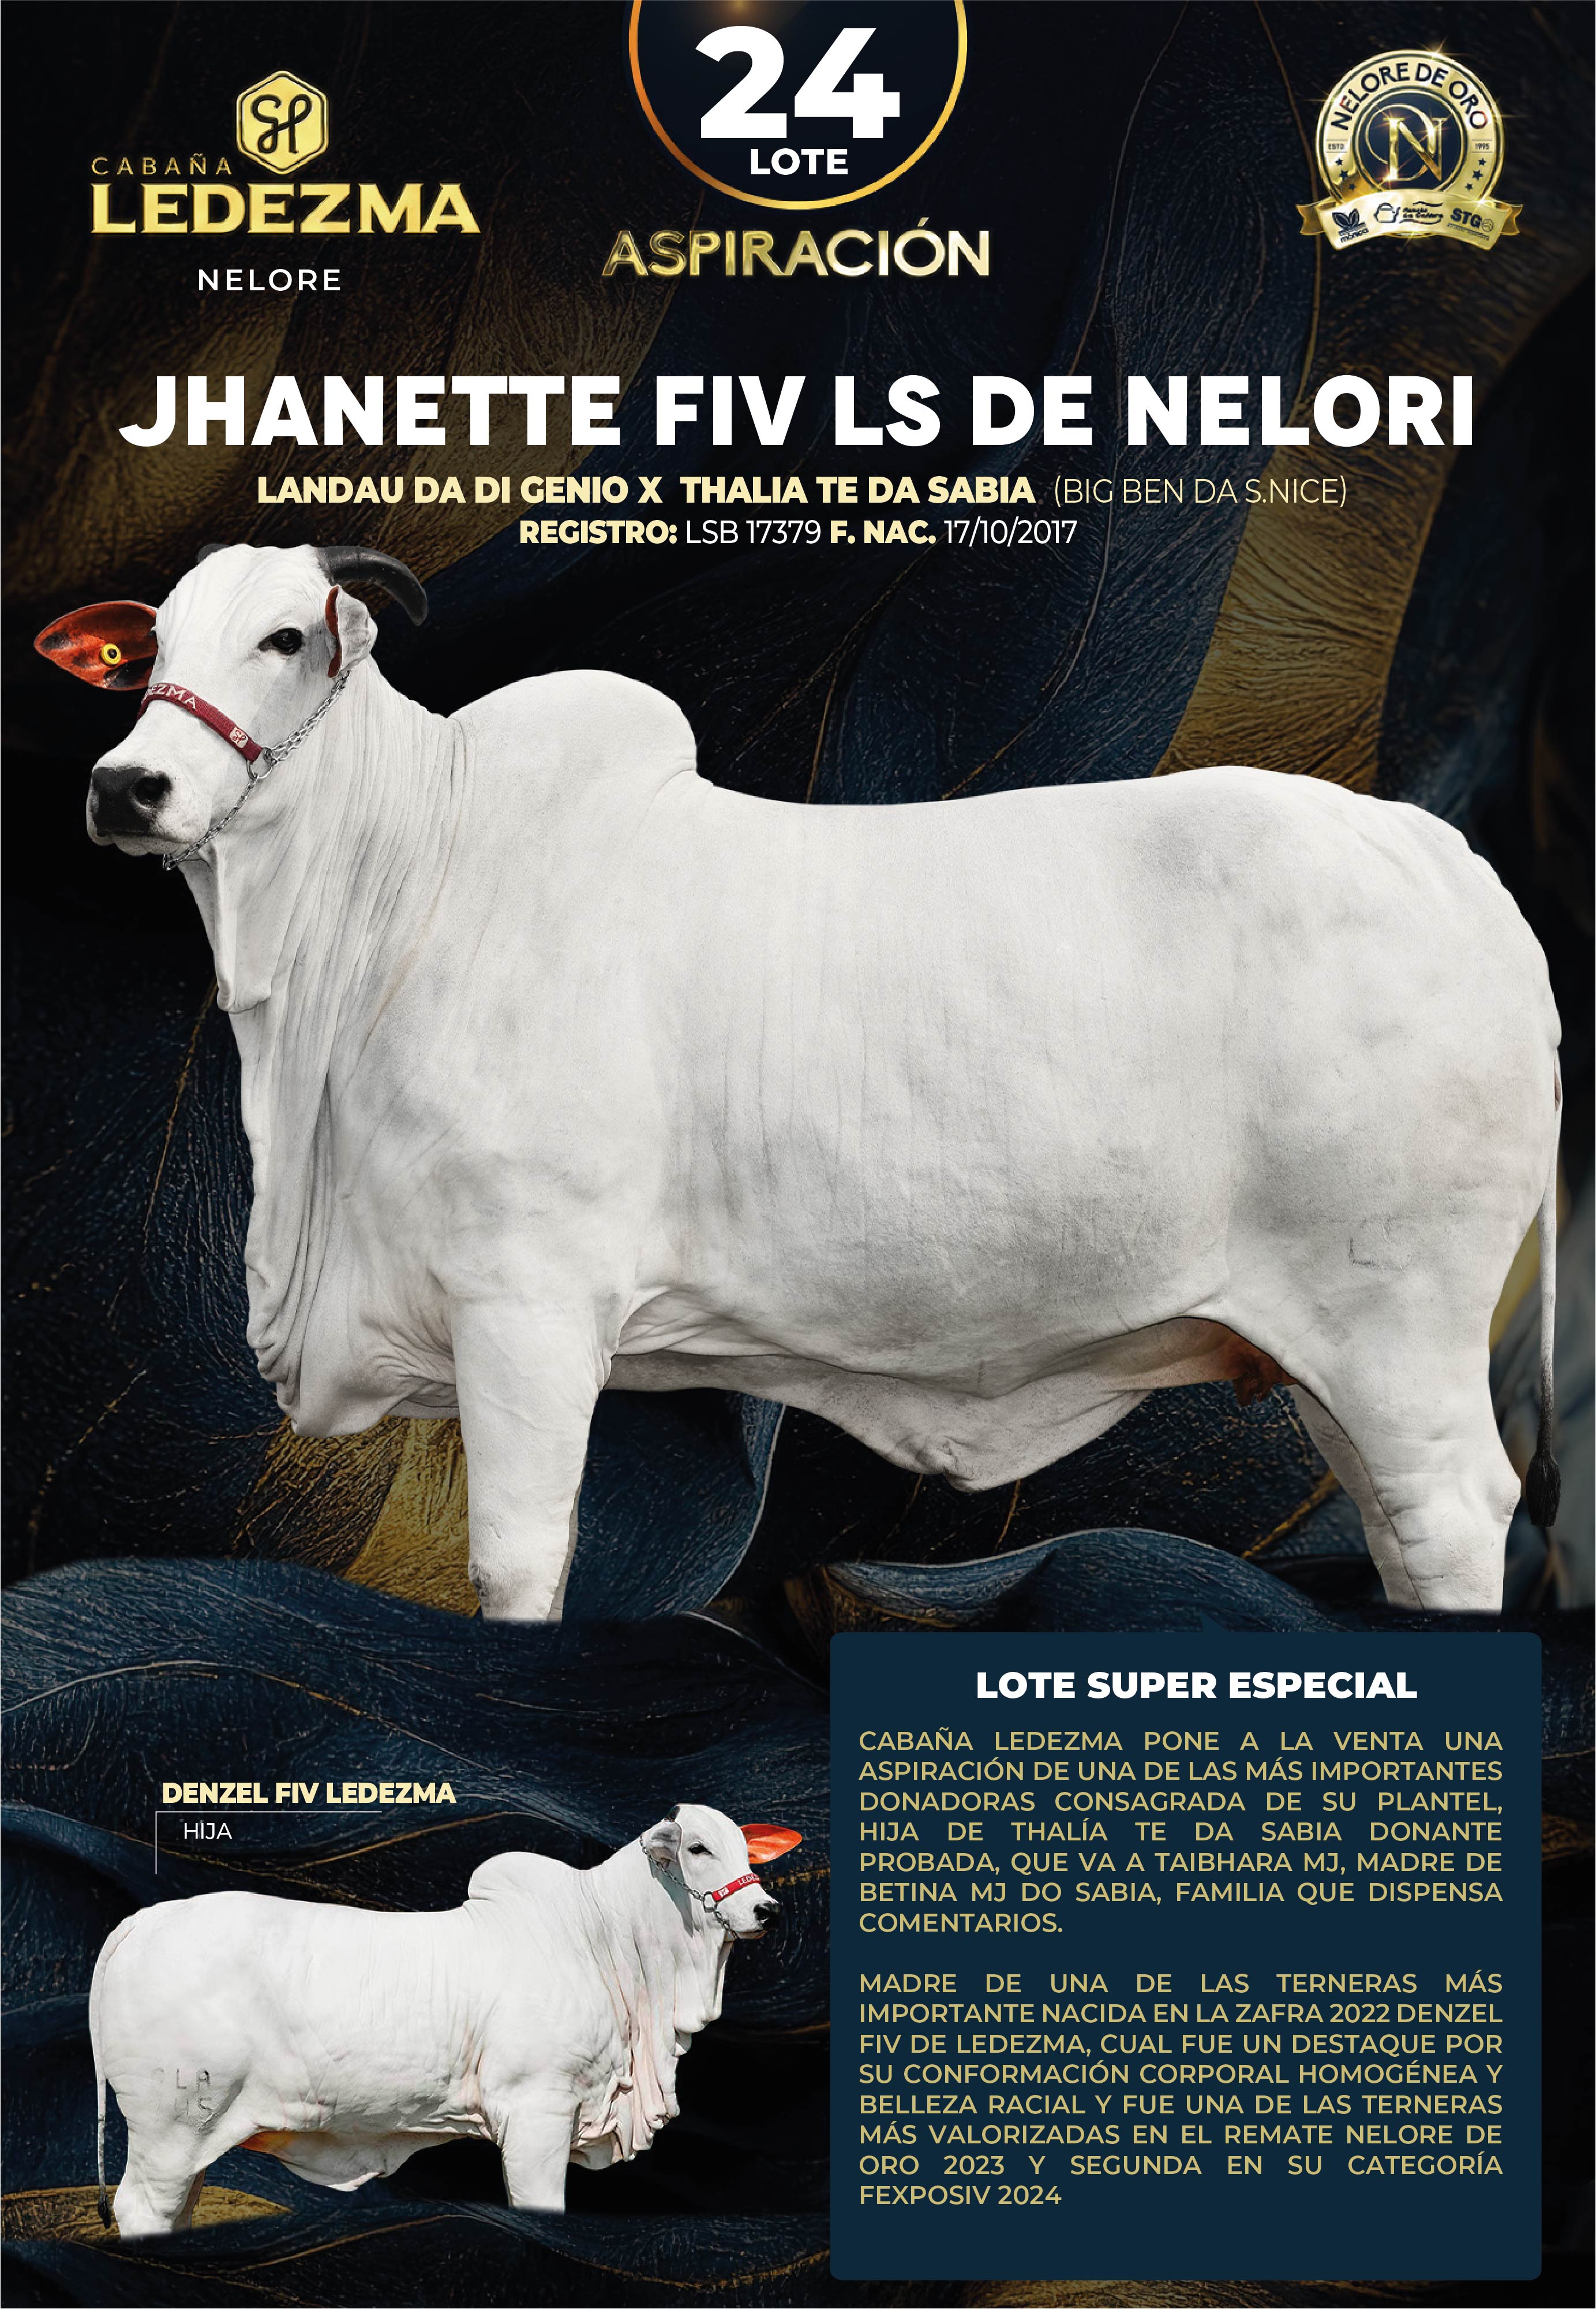 24
LOTE
CABAÑA
LEDEZMA
NELORE
ASPIRACIÓN
NELORE DE ORO
ESTD
1995
N
STG
JHANETTE FIV LS DE NELORI
LANDAU DA DI GENIO X THALIA TE DA SABIA (BIG BEN DA S.NICE)
REGISTRO: LSB 17379 F. NAC. 17/10/2017
EZMA
LOTE SUPER ESPECIAL
CABAÑA LEDEZMA PONE A LA VENTA UNA
ASPIRACIÓN DE UNA DE LAS MÁS IMPORTANTES
DONADORAS CONSAGRADA DE SU PLANTEL,
HIJA DE THALÍA TE DA SABIA DONANTE
PROBADA, QUE VA A TAIBHARA MJ, MADRE DE
BETINA MJ DO SABIA, FAMILIA QUE DISPENSA
COMENTARIOS.
MADRE DE UNA DE LAS TERNERAS MÁS
IMPORTANTE NACIDA EN LA ZAFRA 2022 DENZEL
FIV DE LEDEZMA, CUAL FUE UN DESTAQUE POR
SU CONFORMACIÓN CORPORAL HOMOGÉNEA Y
BELLEZA RACIAL Y FUE UNA DE LAS TERNERAS
MÁS VALORIZADAS EN EL REMATE NELORE DE
ORO 2023 Y SEGUNDA EN SU CATEGORÍA
FEXPOSIV 2024
DENZEL FIV LEDEZMA
HIJA